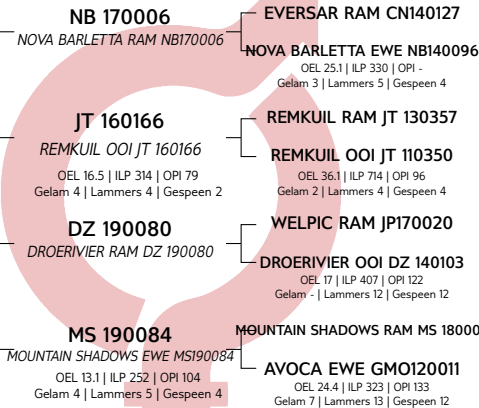 NB 170006
NOVA BARLETTA RAM NB170006
EVERSAR RAM CN140127
NOVA BARLETTA EWE NB140096
OEL 25.1 | ILP 330 | OPI -
Gelam 3 | Lammers 5 | Gespeen 4
JT 160166
REMKUIL OOI JT 160166
OEL 16.5 | ILP 314 | OPI 79
Gelam 4 | Lammers 4 | Gespeen 2
REMKUIL RAM JT 130357
REMKUIL OOI JT 110350
OEL 36.1 | ILP 714 | OPI 96
Gelam 2 | Lammers 4 | Gespeen 4
DZ 190080
DROERIVIER RAM DZ 190080
WELPIC RAM JP170020
DROERIVIER OOI DZ 140103
OEL 17 | ILP 407 | OPI 122
Gelam - | Lammers 12 | Gespeen 12
MS 190084
MOUNTAIN SHADOWS EWE MS190084
OEL 13.1 | ILP 252 | OPI 104
Gelam 4 | Lammers 5 | Gespeen 4
MOUNTAIN SHADOWS RAM MS 18000
AVOCA EWE GMO120011
OEL 24.4 | ILP 323 | OPI 133
Gelam 7 | Lammers 13 | Gespeen 12